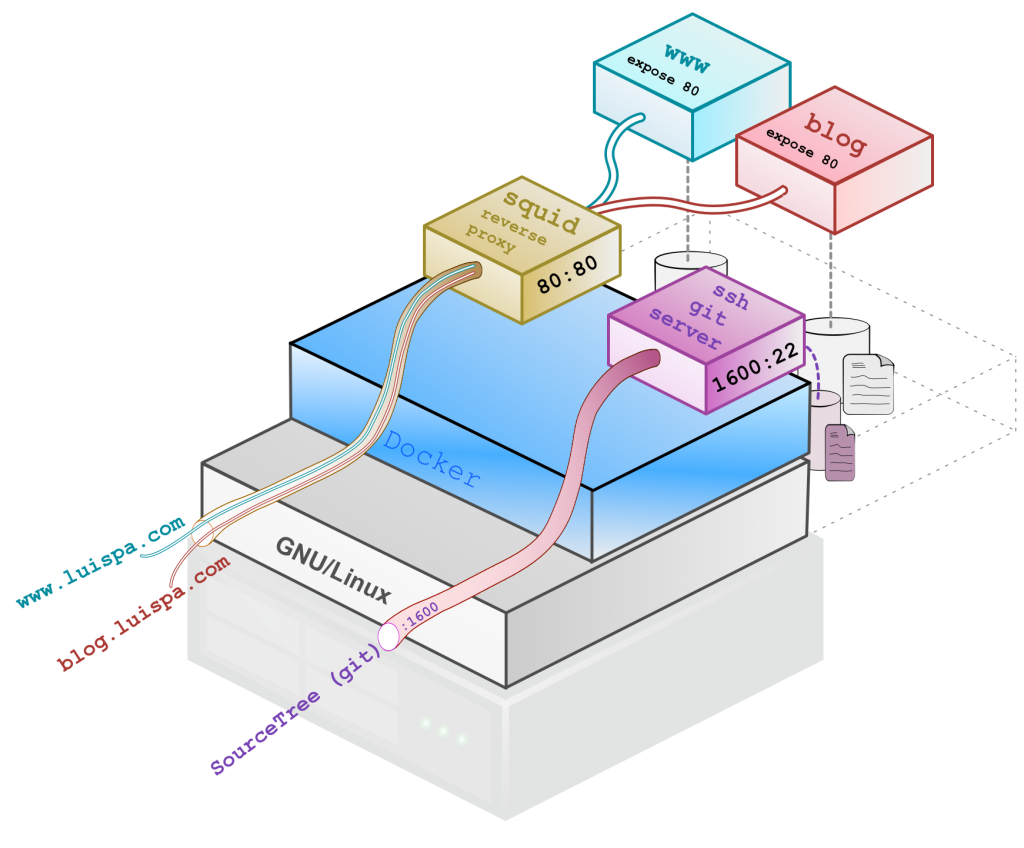 www
expose 80
blog
expose 80
squid
reverse
proxy
80:80
ssh
git
server
1600:22
Docker
GNU/Linux
www.luispa.com
blog.luispa.com
:1600
SourceTree (git)